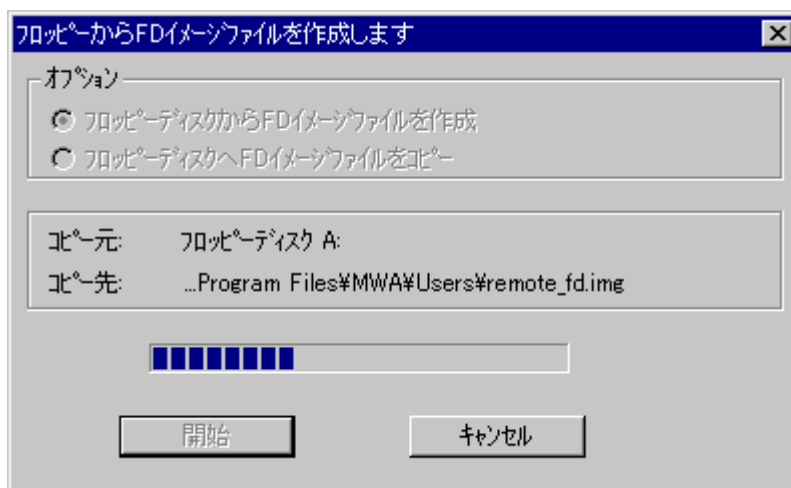 フロッピーからFDイメージファイルを作成します
オプション
フロッピーディスクからFDイメージファイルを作成
フロッピーディスクへFDイメージファイルをコピー
コピー元: フロッピーディスク A:
コピー先: ...Program Files¥MWA¥Users¥remote_fd.img
開始 キャンセル